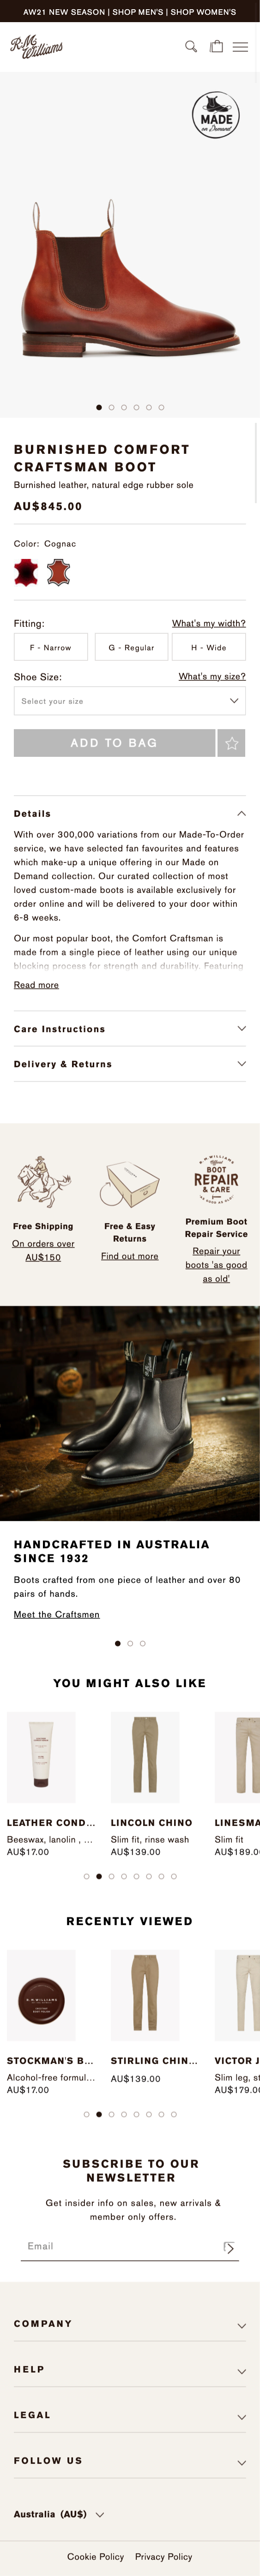 AW21 NEW SEASON | SHOP MEN'S | SHOP WOMEN'S
R.M. Williams
MADE
on Demand
BURNISHED COMFORT
CRAFTSMAN BOOT
Burnished leather, natural edge rubber sole
AU$845.00
Color: Cognac
Fitting:
What's my width?
F - Narrow
G - Regular
H - Wide
Shoe Size:
What's my size?
Select your size
ADD TO BAG
Details
With over 300,000 variations from our Made-To-Order
service, we have selected fan favourites and features
which make-up a unique offering in our Made on
Demand collection. Our curated collection of most
loved custom-made boots is available exclusively for
order online and will be delivered to your door within
6-8 weeks.
Our most popular boot, the Comfort Craftsman is
made from a single piece of leather using our unique
blocking process for strength and durability. Featuring
Read more
Care Instructions
Delivery & Returns
R.M.WILLIAMS
Official
BOOT
REPAIR
& CARE
Free Shipping
On orders over
AU$150
Free & Easy
Returns
Find out more
Premium Boot
Repair Service
Repair your
boots 'as good
as old'
HANDCRAFTED IN AUSTRALIA
SINCE 1932
Boots crafted from one piece of leather and over 80
pairs of hands.
Meet the Craftsmen
YOU MIGHT ALSO LIKE
LEATHER COND...
Beeswax, lanolin , ...
AU$17.00
LINCOLN CHINO
Slim fit, rinse wash
AU$139.00
LINESMA
Slim fit
AU$189.0
RECENTLY VIEWED
R.M.WILLIAMS
STOCKMAN'S B...
Alcohol-free formul...
AU$17.00
STIRLING CHIN...
AU$139.00
VICTOR J
Slim leg, st
AU$179.0
SUBSCRIBE TO OUR
NEWSLETTER
Get insider info on sales, new arrivals &
member only offers.
Email
COMPANY
HELP
LEGAL
FOLLOW US
Australia (AU$)
Cookie Policy
Privacy Policy